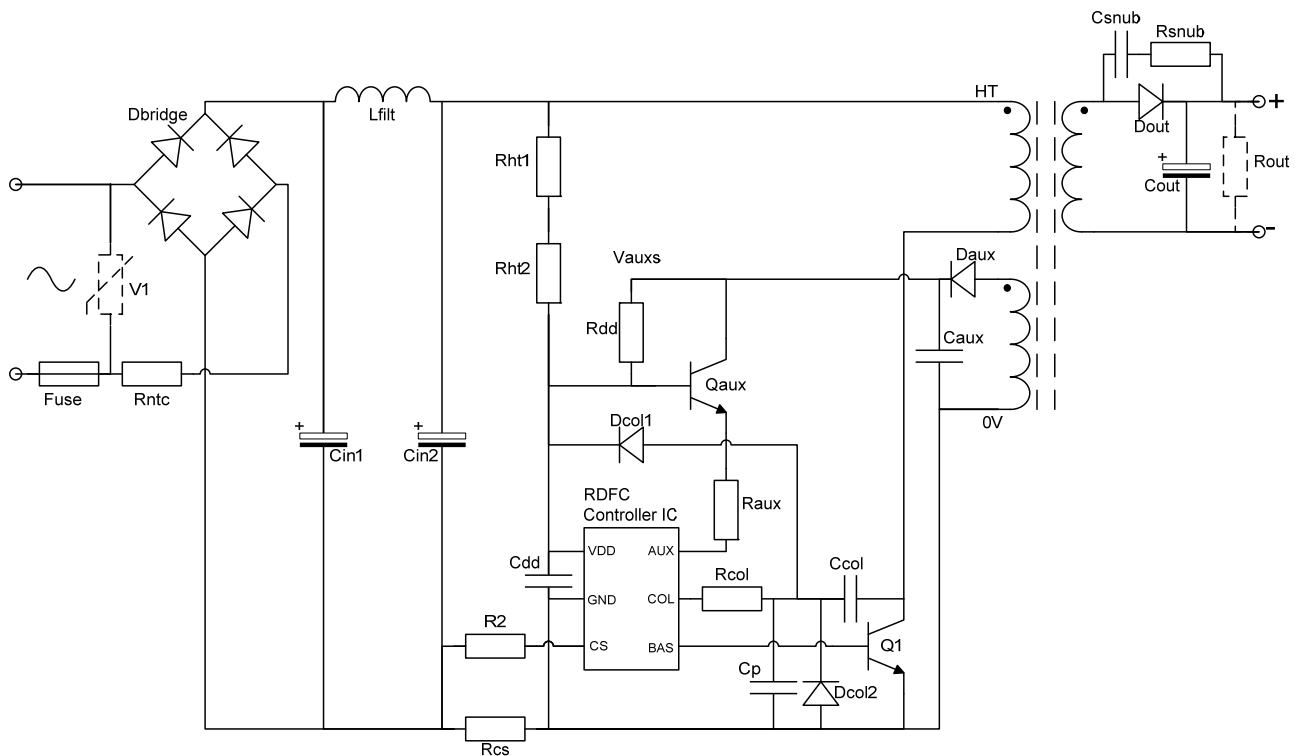 Csnub
Rsnub
HT
+
Dbridge
Lfilt
Dout
Rht1
+
Cout
Rout
-
Rht2
Vauxs
Daux
V1
Rdd
Caux
Fuse
Rntc
Qaux
Dcol1
0V
+
Cin1
+
Cin2
RDFC
Controller IC
Raux
VDD
AUX
Cdd
Rcol
Ccol
GND
COL
R2
CS
BAS
Q1
Cp
Dcol2
Rcs